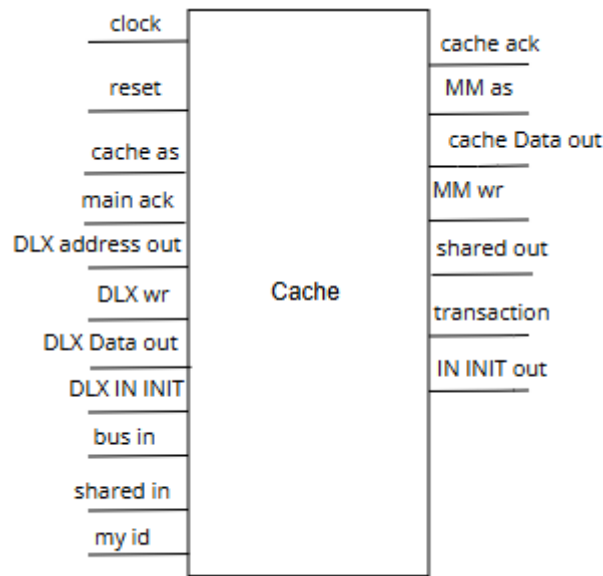 clock
reset
cache as
main ack
DLX address out
DLX wr
DLX Data out
DLX IN INIT
bus in
shared in
my id
Cache
cache ack
MM as
cache Data out
MM wr
shared out
transaction
IN INIT out